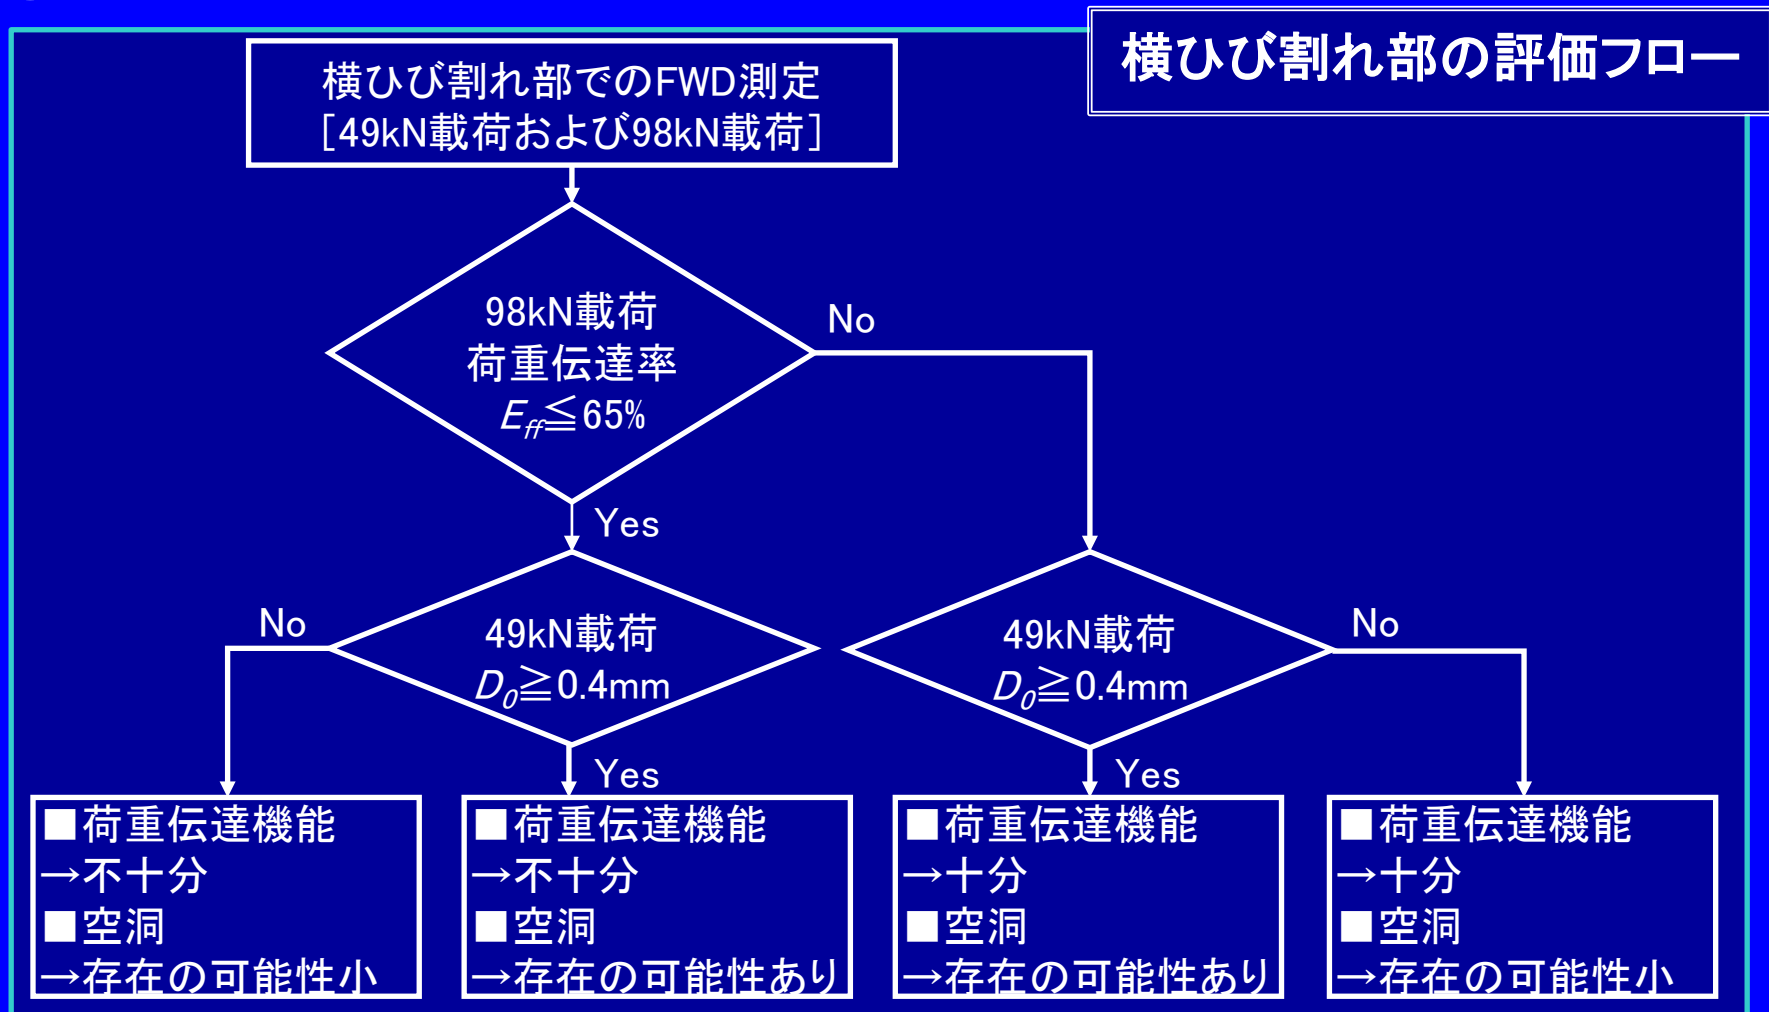 横ひび割れ部の評価フロー
横ひび割れ部でのFWD測定
[49kN載荷および98kN載荷]
98kN載荷
荷重伝達率
Eff≦65%
No
Yes
49kN載荷
D0≧0.4mm
No
Yes
49kN載荷
D0≧0.4mm
No
Yes
■荷重伝達機能
→不十分
■空洞
→存在の可能性小
■荷重伝達機能
→不十分
■空洞
→存在の可能性あり
■荷重伝達機能
→十分
■空洞
→存在の可能性あり
■荷重伝達機能
→十分
■空洞
→存在の可能性小